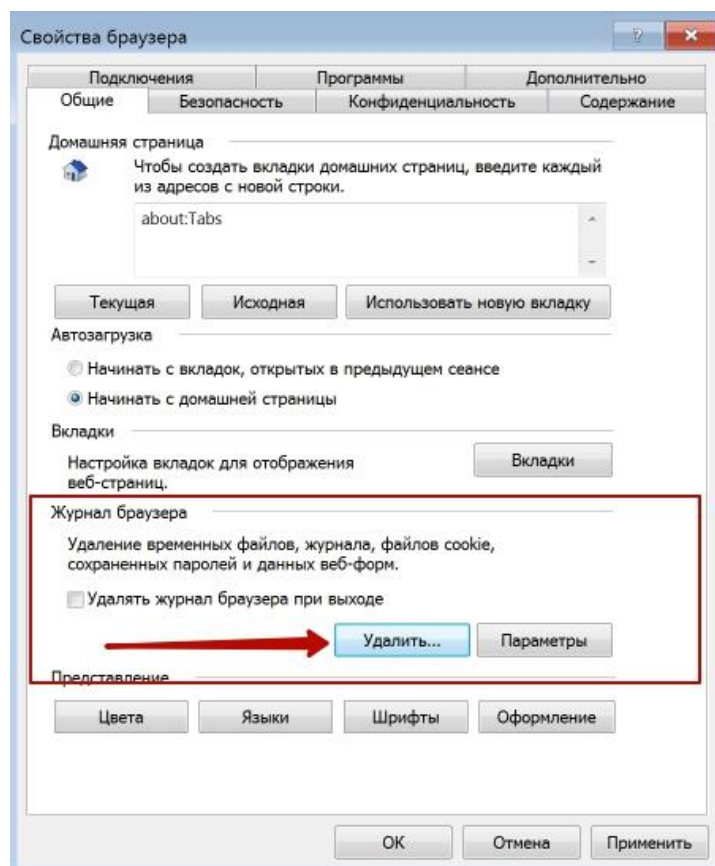 Свойства браузера
Подключения Программы Дополнительно
Общие Безопасность Конфиденциальность Содержание
Домашняя страница
Чтобы создать вкладки домашних страниц, введите каждый
из адресов с новой строки.
about:Tabs
Текущая Исходная Использовать новую вкладку
Автозагрузка
Начинать с вкладок, открытых в предыдущем сеансе
Начинать с домашней страницы
Вкладки
Настройка вкладок для отображения
веб-страниц.
Вкладки
Журнал браузера
Удаление временных файлов, журнала, файлов cookie,
сохраненных паролей и данных веб-форм.
Удалять журнал браузера при выходе
Удалить... Параметры
Представление
Цвета Языки Шрифты Оформление
ОК Отмена Применить